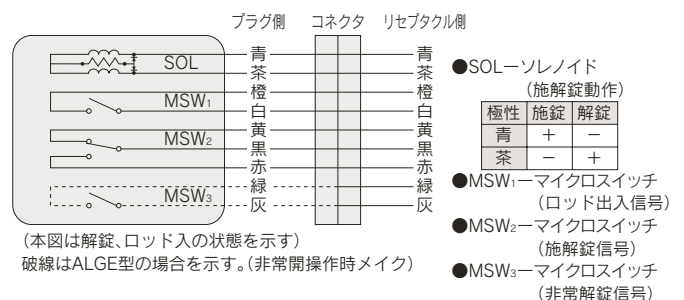 プラグ側 コネクタ リセプタクル側
SOL
青 青
茶 茶
橙 橙
MSW₁
白 白
黄 黄
MSW₂
黒 黒
赤 赤
緑 緑
MSW₃
灰 灰
(本図は解錠、ロッド入の状態を示す)
破線はALGE型の場合を示す。(非常開操作時メイク)
●SOLーソレノイド
(施解錠動作)
極性 施錠 解錠
青 + −
茶 − +
●MSW₁ーマイクロスイッチ
(ロッド出入信号)
●MSW₂ーマイクロスイッチ
(施解錠信号)
●MSW₃ーマイクロスイッチ
(非常解錠信号)